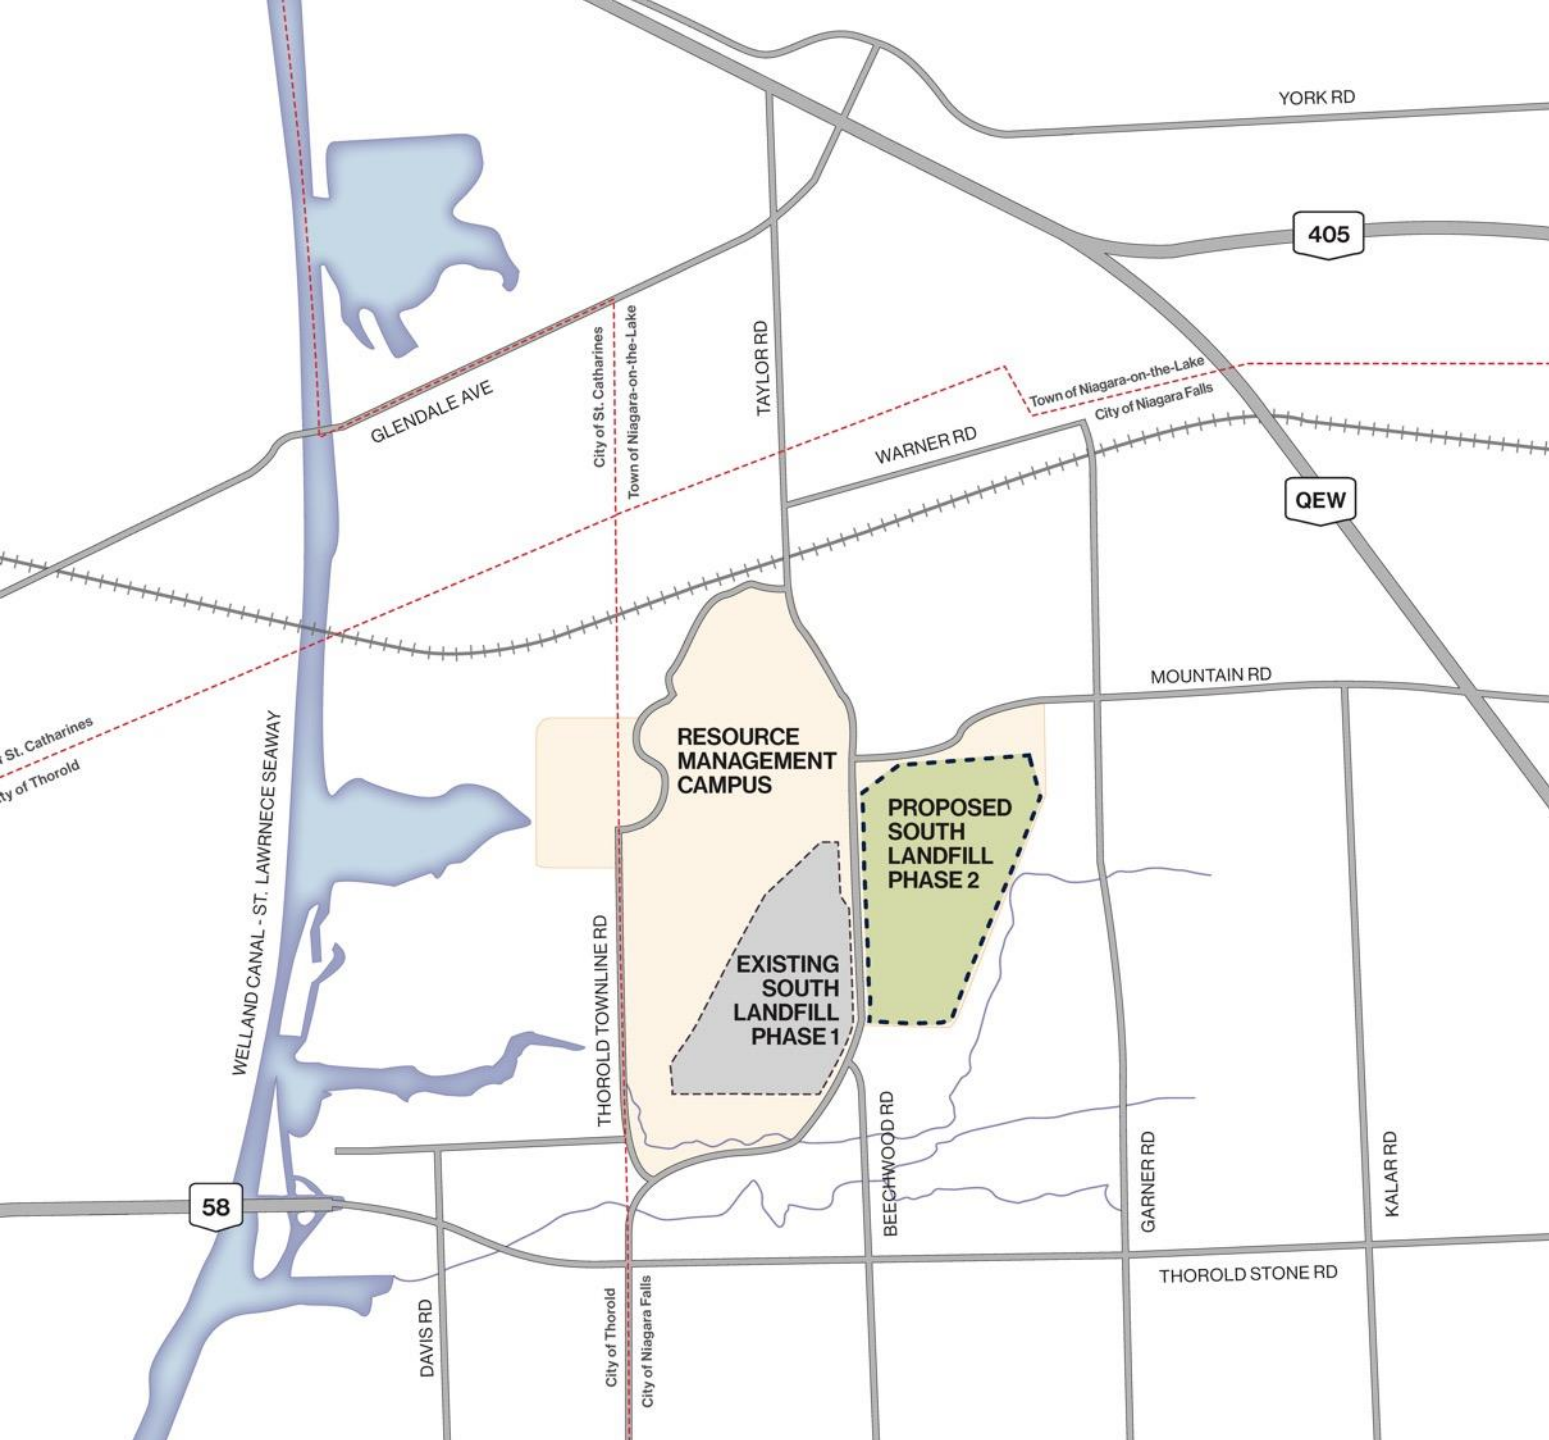 YORK RD
405
City of St. Catharines
Town of Niagara-on-the-Lake
TAYLOR RD
GLENDALE AVE
Town of Niagara-on-the-Lake
City of Niagara Falls
WARNER RD
QEW
MOUNTAIN RD
St. Catharines
ty of Thorold
WELLAND CANAL - ST. LAWRNECE SEAWAY
RESOURCE
MANAGEMENT
CAMPUS
PROPOSED
SOUTH
LANDFILL
PHASE 2
EXISTING
SOUTH
LANDFILL
PHASE 1
THOROLD TOWNLINE RD
BEECHWOOD RD
GARNER RD
KALAR RD
58
THOROLD STONE RD
DAVIS RD
City of Thorold
City of Niagara Falls